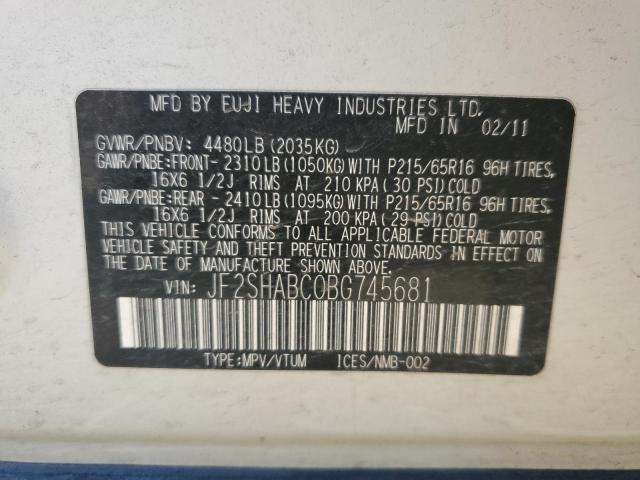 MFD BY FUJI HEAVY INDUSTRIES LTD.
MFD IN 02/11
GVWR/PNBV: 4480LB (2035KG)
GAWR/PNBE:FRONT- 2310LB(1050KG)WITH P215/65R16 96H TIRES,
16X6 1/2J RIMS AT 210 KPA (30 PSI)COLD
GAWR/PNBE:REAR - 2410LB(1095KG)WITH P215/65R16 96H TIRES,
16X6 1/2J RIMS AT 200 KPA (29 PSI)COLD
THIS VEHICLE CONFORMS TO ALL APPLICABLE FEDERAL MOTOR
VEHICLE SAFETY AND THEFT PREVENTION STANDARDS IN EFFECT ON
THE DATE OF MANUFACTURE SHOWN ABOVE.
VIN: JF2SHABC0BG745681
TYPE:MPV/VTUM ICES/NMB-002